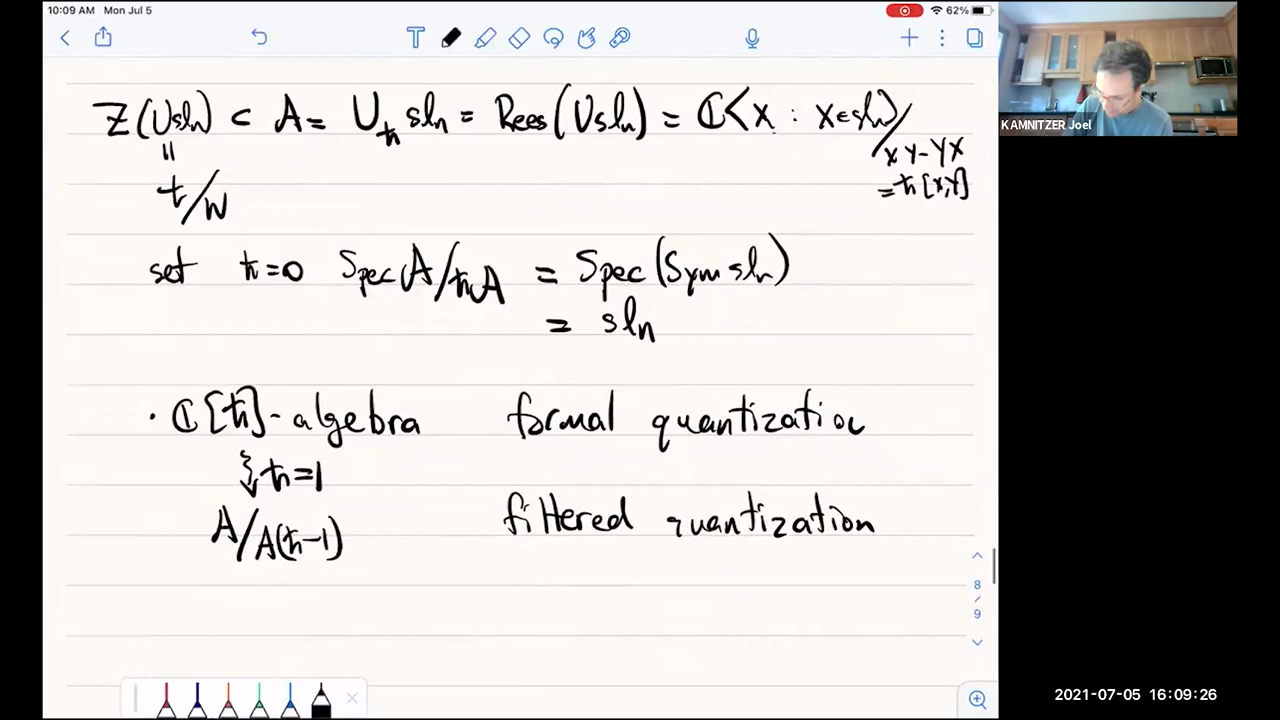 10:09 AM Mon Jul 5
62%
Z(Usln) ⊂ A = Uħ sln = Rees(Usln) = ℂ<X : X∈sln>/
XY-YX
= ħ[X,Y]
=
t/W
set ħ=0 Spec A/ħA = Spec(Sym sln)
= sln
· ℂ[ħ]-algebra formal quantization
ħ=1
A/A(ħ-1) filtered quantization
8
/
9
KAMNITZER Joel
2021-07-05 16:09:26